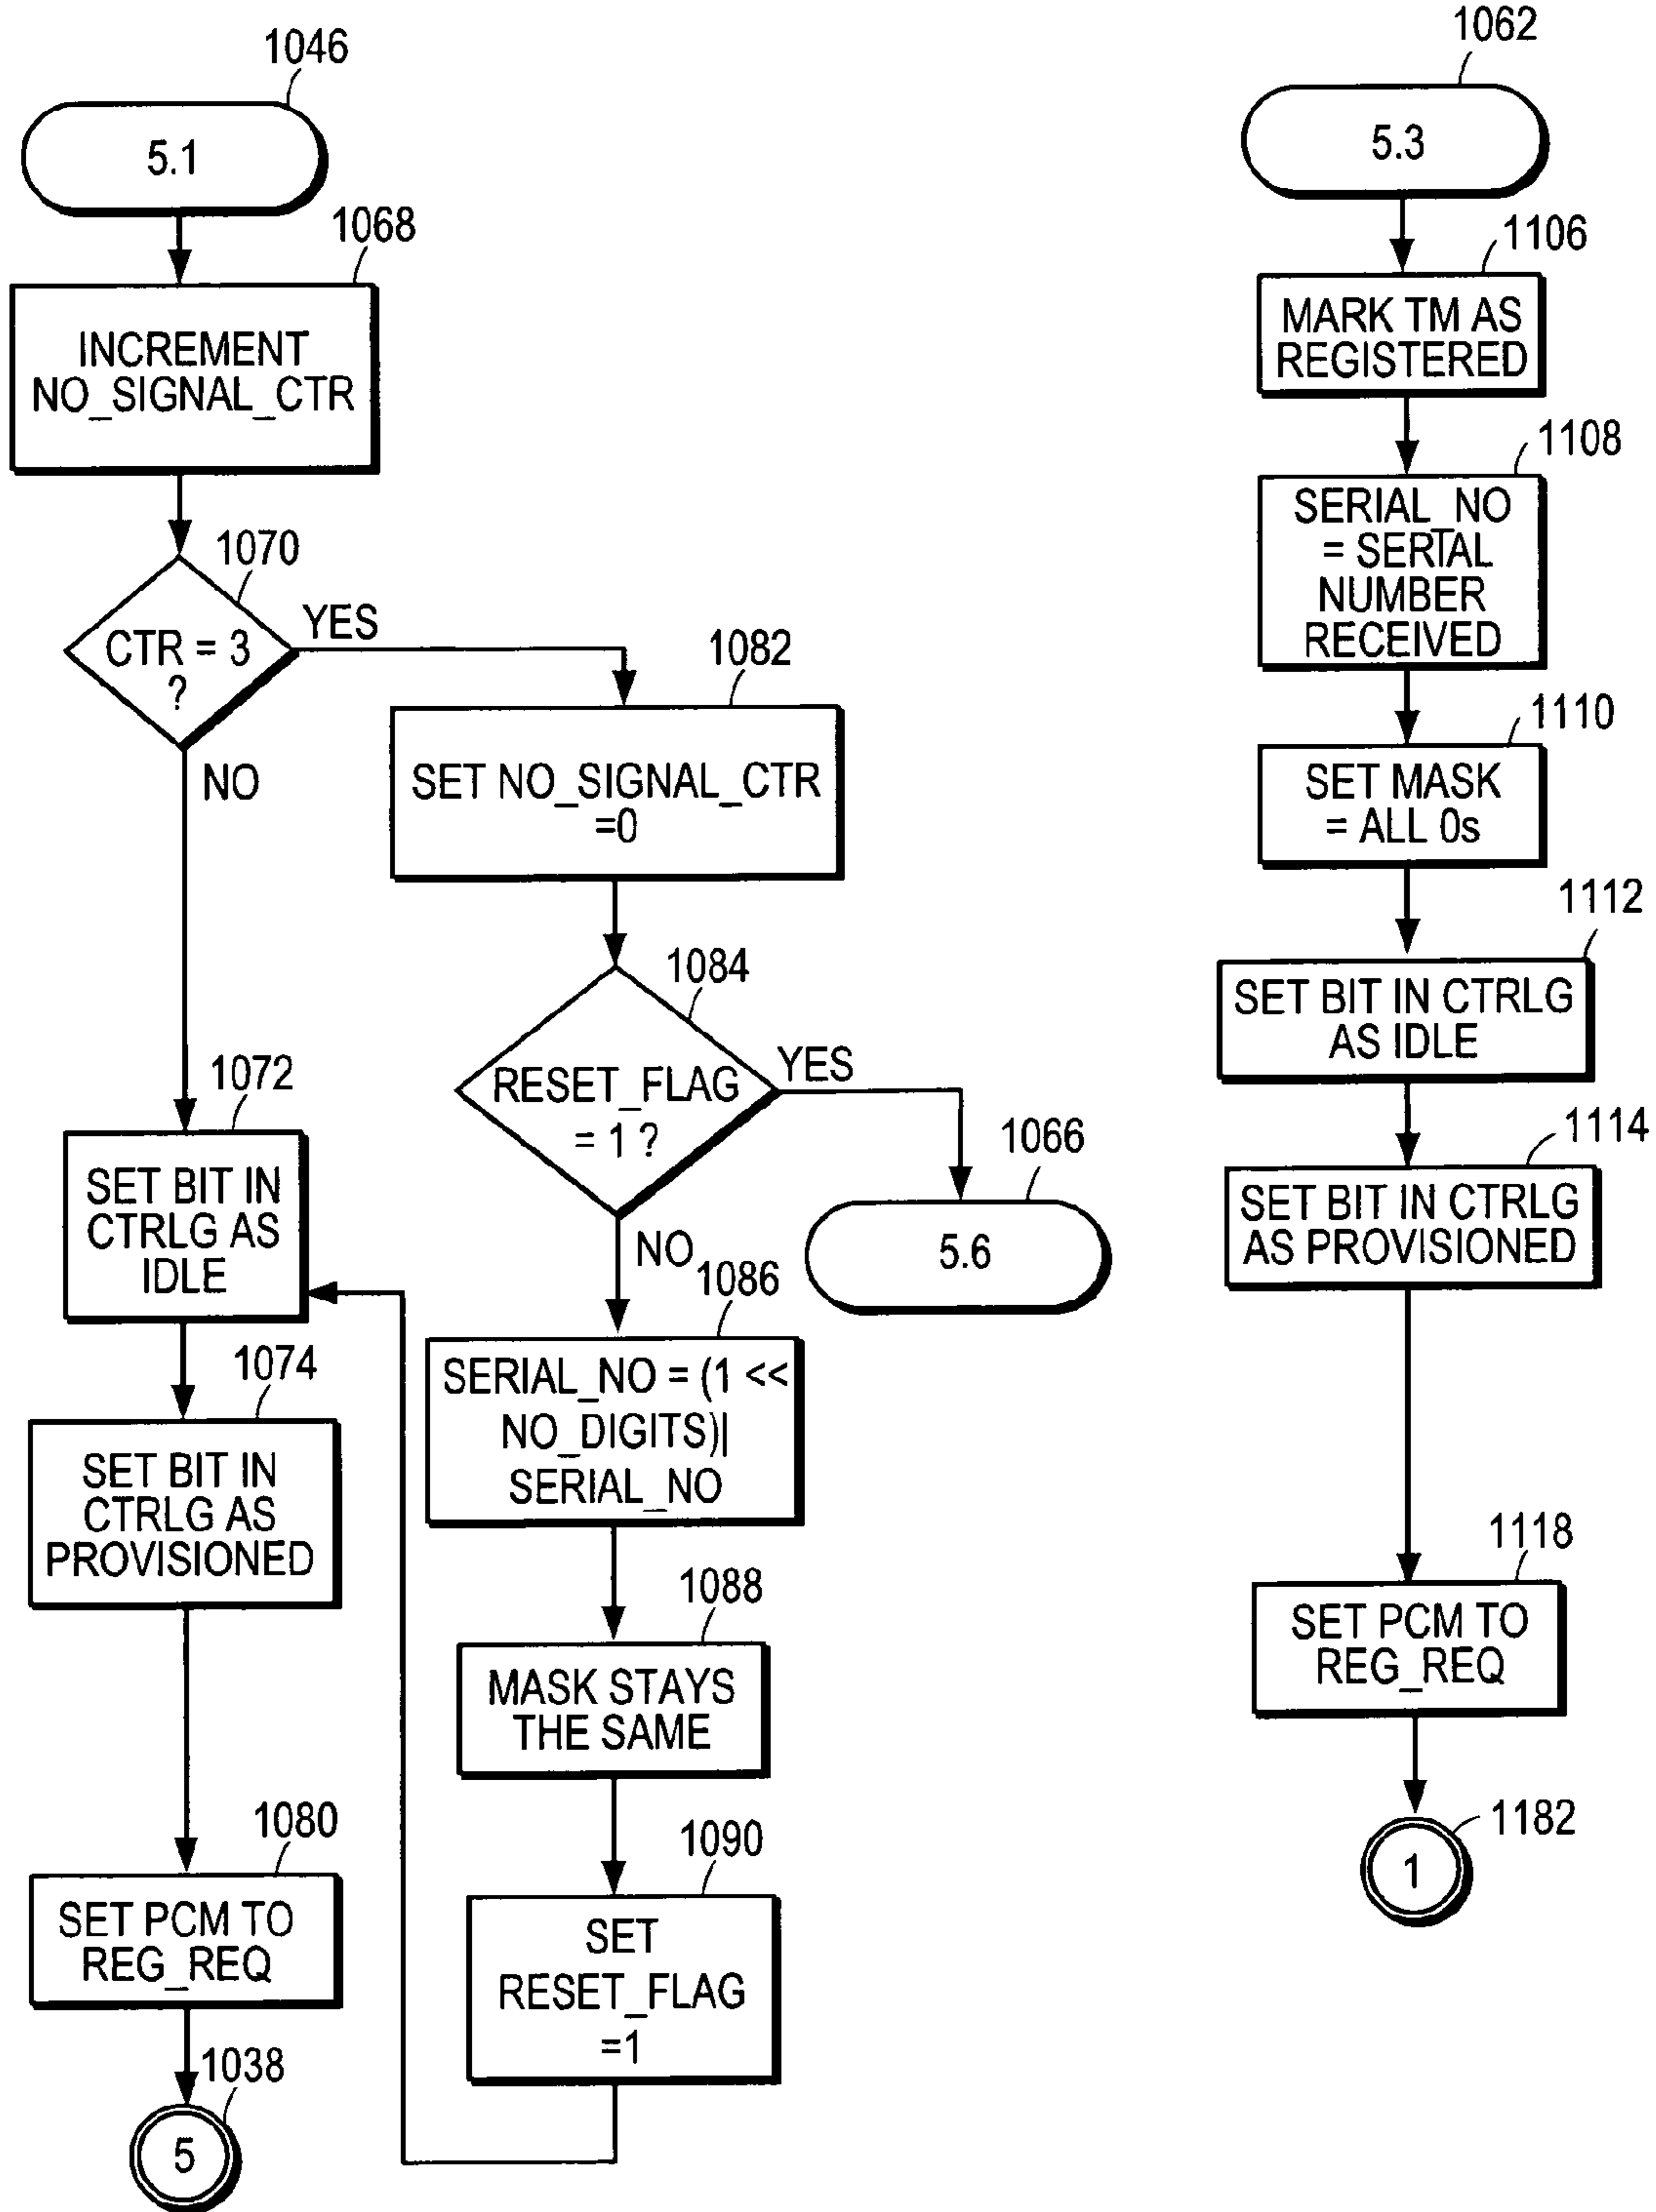 1046
5.1
1068
INCREMENT
NO_SIGNAL_CTR
1070
CTR = 3
?
YES
NO
1082
SET NO_SIGNAL_CTR
=0
1084
RESET_FLAG
= 1 ?
YES
NO
1066
5.6
1072
SET BIT IN
CTRLG AS
IDLE
1074
SET BIT IN
CTRLG AS
PROVISIONED
1080
SET PCM TO
REG_REQ
1038
5
1086
SERIAL_NO = (1 <<
NO_DIGITS)|
SERIAL_NO
1088
MASK STAYS
THE SAME
1090
SET
RESET_FLAG
=1
1062
5.3
1106
MARK TM AS
REGISTERED
1108
SERIAL_NO
= SERIAL
NUMBER
RECEIVED
1110
SET MASK
= ALL 0s
1112
SET BIT IN CTRLG
AS IDLE
1114
SET BIT IN CTRLG
AS PROVISIONED
1118
SET PCM TO
REG_REQ
1182
1